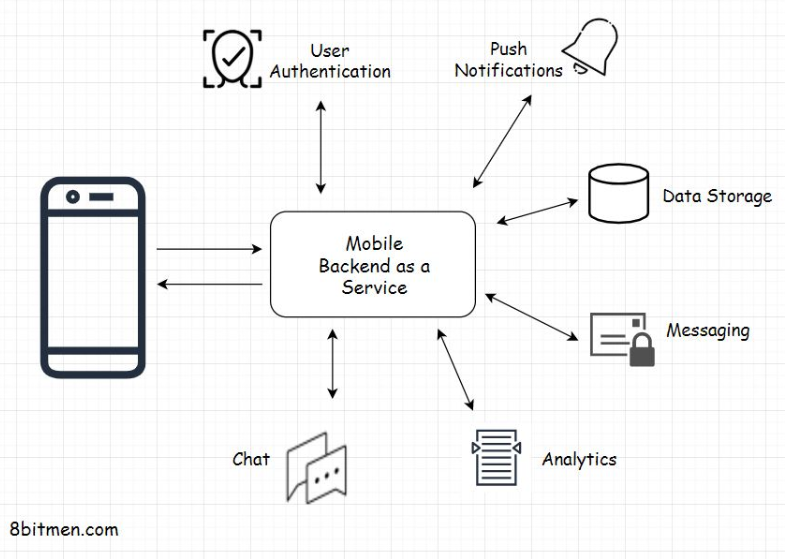 User
Authentication
Push
Notifications
Data Storage
Mobile
Backend as a
Service
Messaging
Chat
Analytics
8bitmen.com